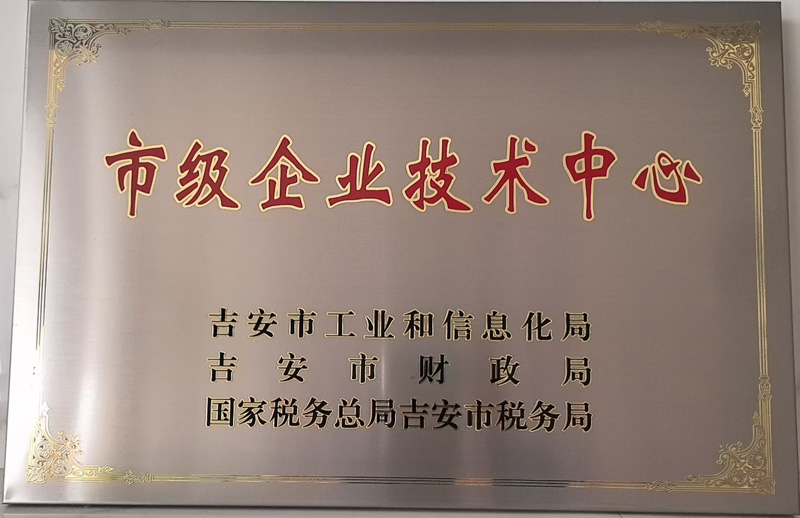 市级企业技术中心
吉安市工业和信息化局
吉安市财政局
国家税务总局吉安市税务局